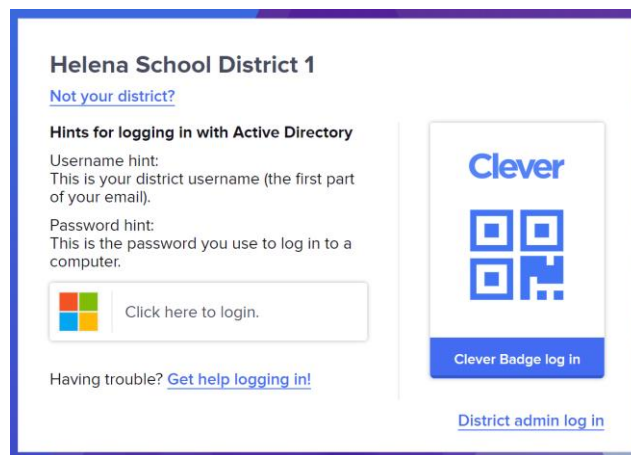 Helena School District 1
Not your district?
Hints for logging in with Active Directory
Username hint:
This is your district username (the first part
of your email).
Password hint:
This is the password you use to log in to a
computer.
Click here to login.
Having trouble? Get help logging in!
Clever
Clever Badge log in
District admin log in